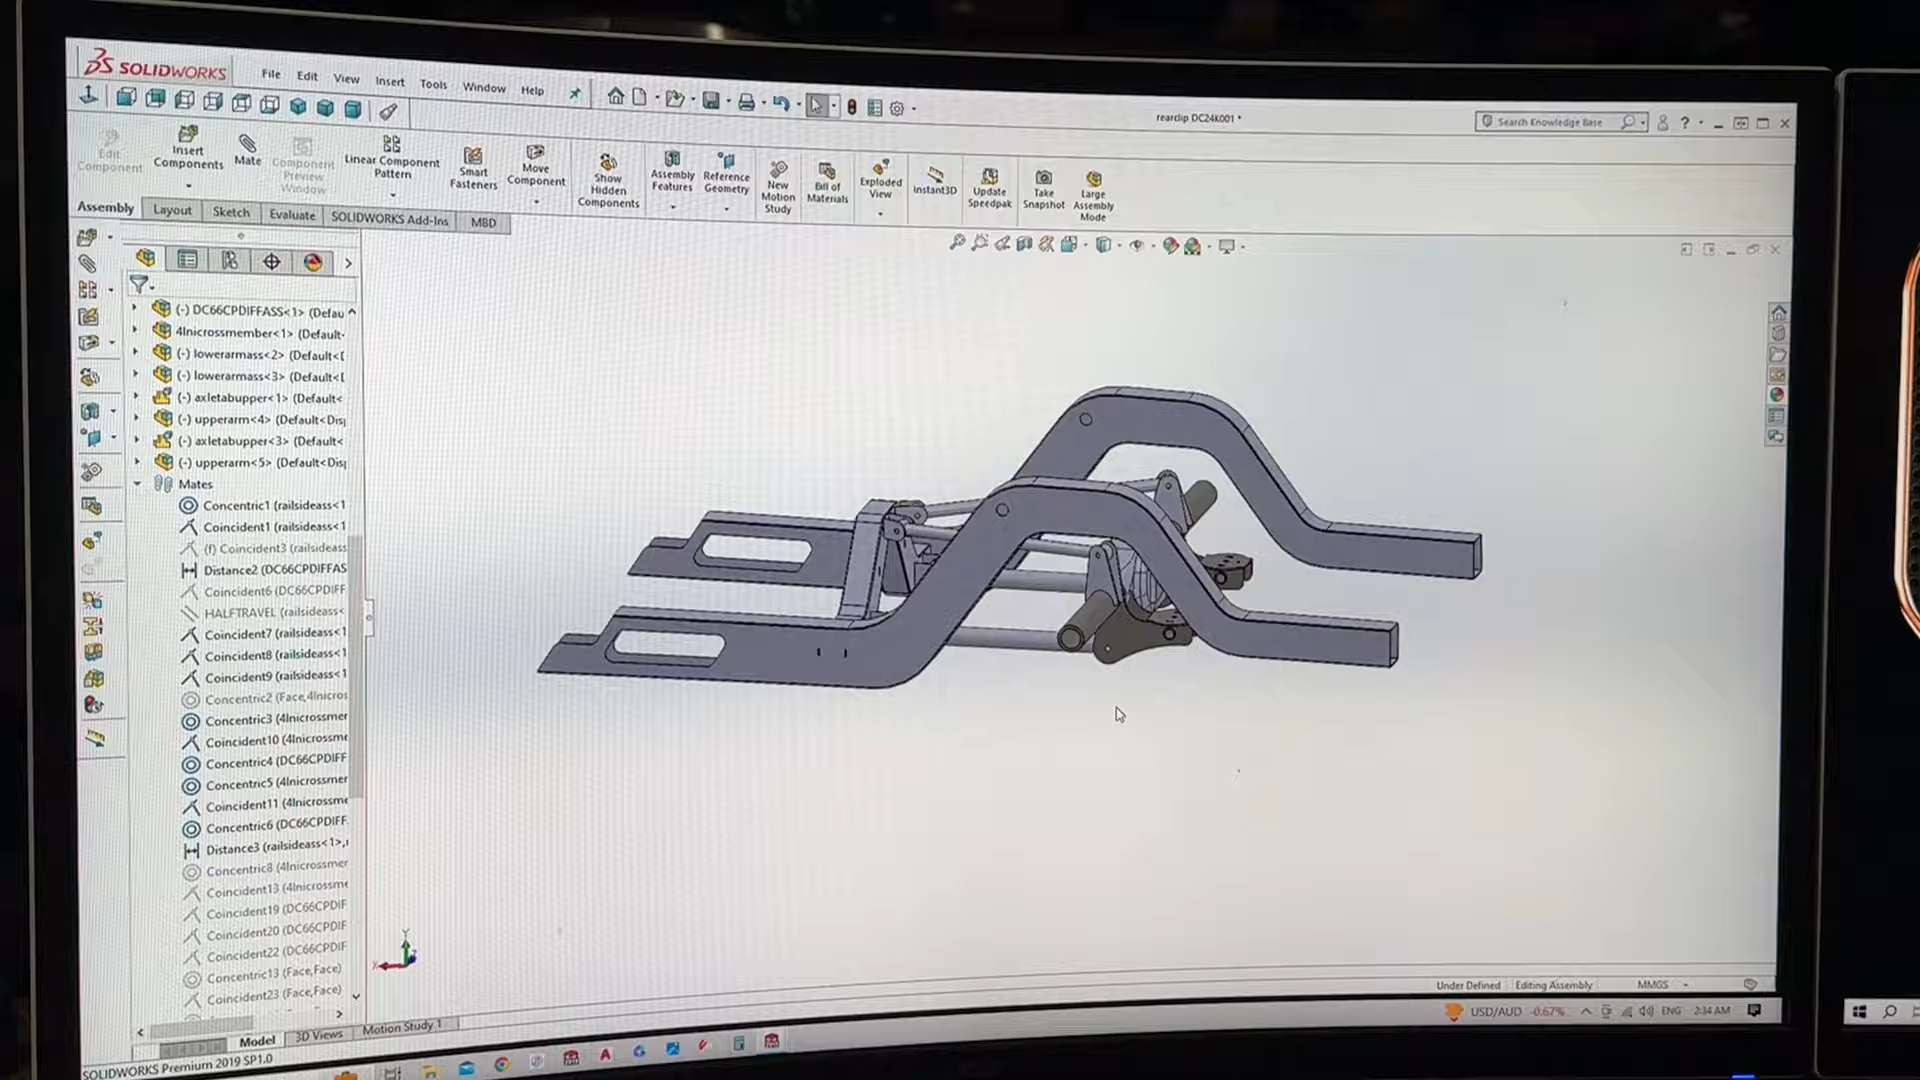 SOLIDWORKS
File Edit View Insert Tools Window Help
rearclip DC24K001 *
Search Knowledge Base
Edit Component
Insert Components
Mate
Component Preview Window
Linear Component Pattern
Smart Fasteners
Move Component
Show Hidden Components
Assembly Features
Reference Geometry
New Motion Study
Bill of Materials
Exploded View
Instant3D
Update Speedpak
Take Snapshot
Large Assembly Mode
Assembly Layout Sketch Evaluate SOLIDWORKS Add-Ins MBD
(-) DC66CPDIFFASS<1> (Defau
4lnicrossmember<1> (Default-
(-) lowerarmass<2> (Default<[
(-) lowerarmass<3> (Default<[
(-) axletabupper<1> (Default<
(-) upperarm<4> (Default<Disp
(-) axletabupper<3> (Default<
(-) upperarm<5> (Default<Disp
Mates
Concentric1 (railsideass<1
Coincident1 (railsideass<1
(f) Coincident3 (railsideass
Distance2 (DC66CPDIFFAS
Coincident6 (DC66CPDIFF
HALFTRAVEL (railsideass<
Coincident7 (railsideass<1
Coincident8 (railsideass<1
Coincident9 (railsideass<1
Concentric2 (Face,4lnicros
Concentric3 (4lnicrossmer
Coincident10 (4lnicrossme
Concentric4 (DC66CPDIFF
Concentric5 (4lnicrossmer
Coincident11 (4lnicrossme
Concentric6 (DC66CPDIFF.
Distance3 (railsideass<1>,r
Concentric8 (4lnicrossmer
Coincident13 (4lnicrossme
Coincident19 (DC66CPDIF
Coincident20 (DC66CPDIF
Coincident22 (DC66CPDIF
Concentric13 (Face,Face)
Coincident23 (Face,Face)
Y
X
Model 3D Views Motion Study 1
SOLIDWORKS Premium 2019 SP1.0
Under Defined Editing Assembly MMGS
USD/AUD -0.67% ENG 2:34 AM